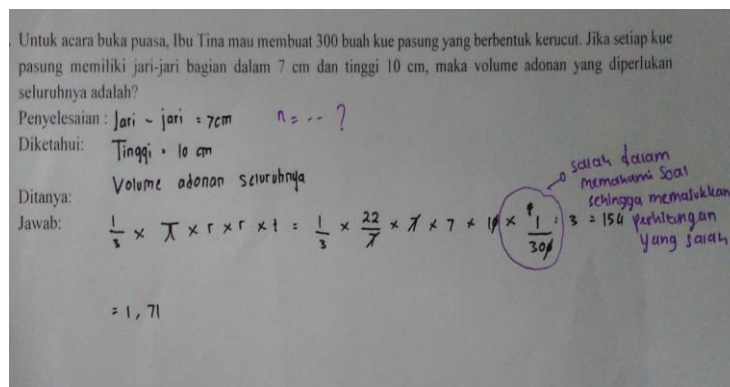 Untuk acara buka puasa, Ibu Tina mau membuat 300 buah kue pasung yang berbentuk kerucut. Jika setiap kue
pasung memiliki jari-jari bagian dalam 7 cm dan tinggi 10 cm, maka volume adonan yang diperlukan
seluruhnya adalah?
Penyelesaian : Jari - jari = 7cm n = -- ?
Diketahui: Tinggi = 10 cm
Ditanya: Volume adonan seluruhnya
Jawab: 1/3 × π × r × r × t = 1/3 × 22/7 × 7 × 7 × 10 × 1/300 : 3 = 154
= 1,71
salah dalam
memahami soal
sehingga memasukkan
perhitungan
yang salah